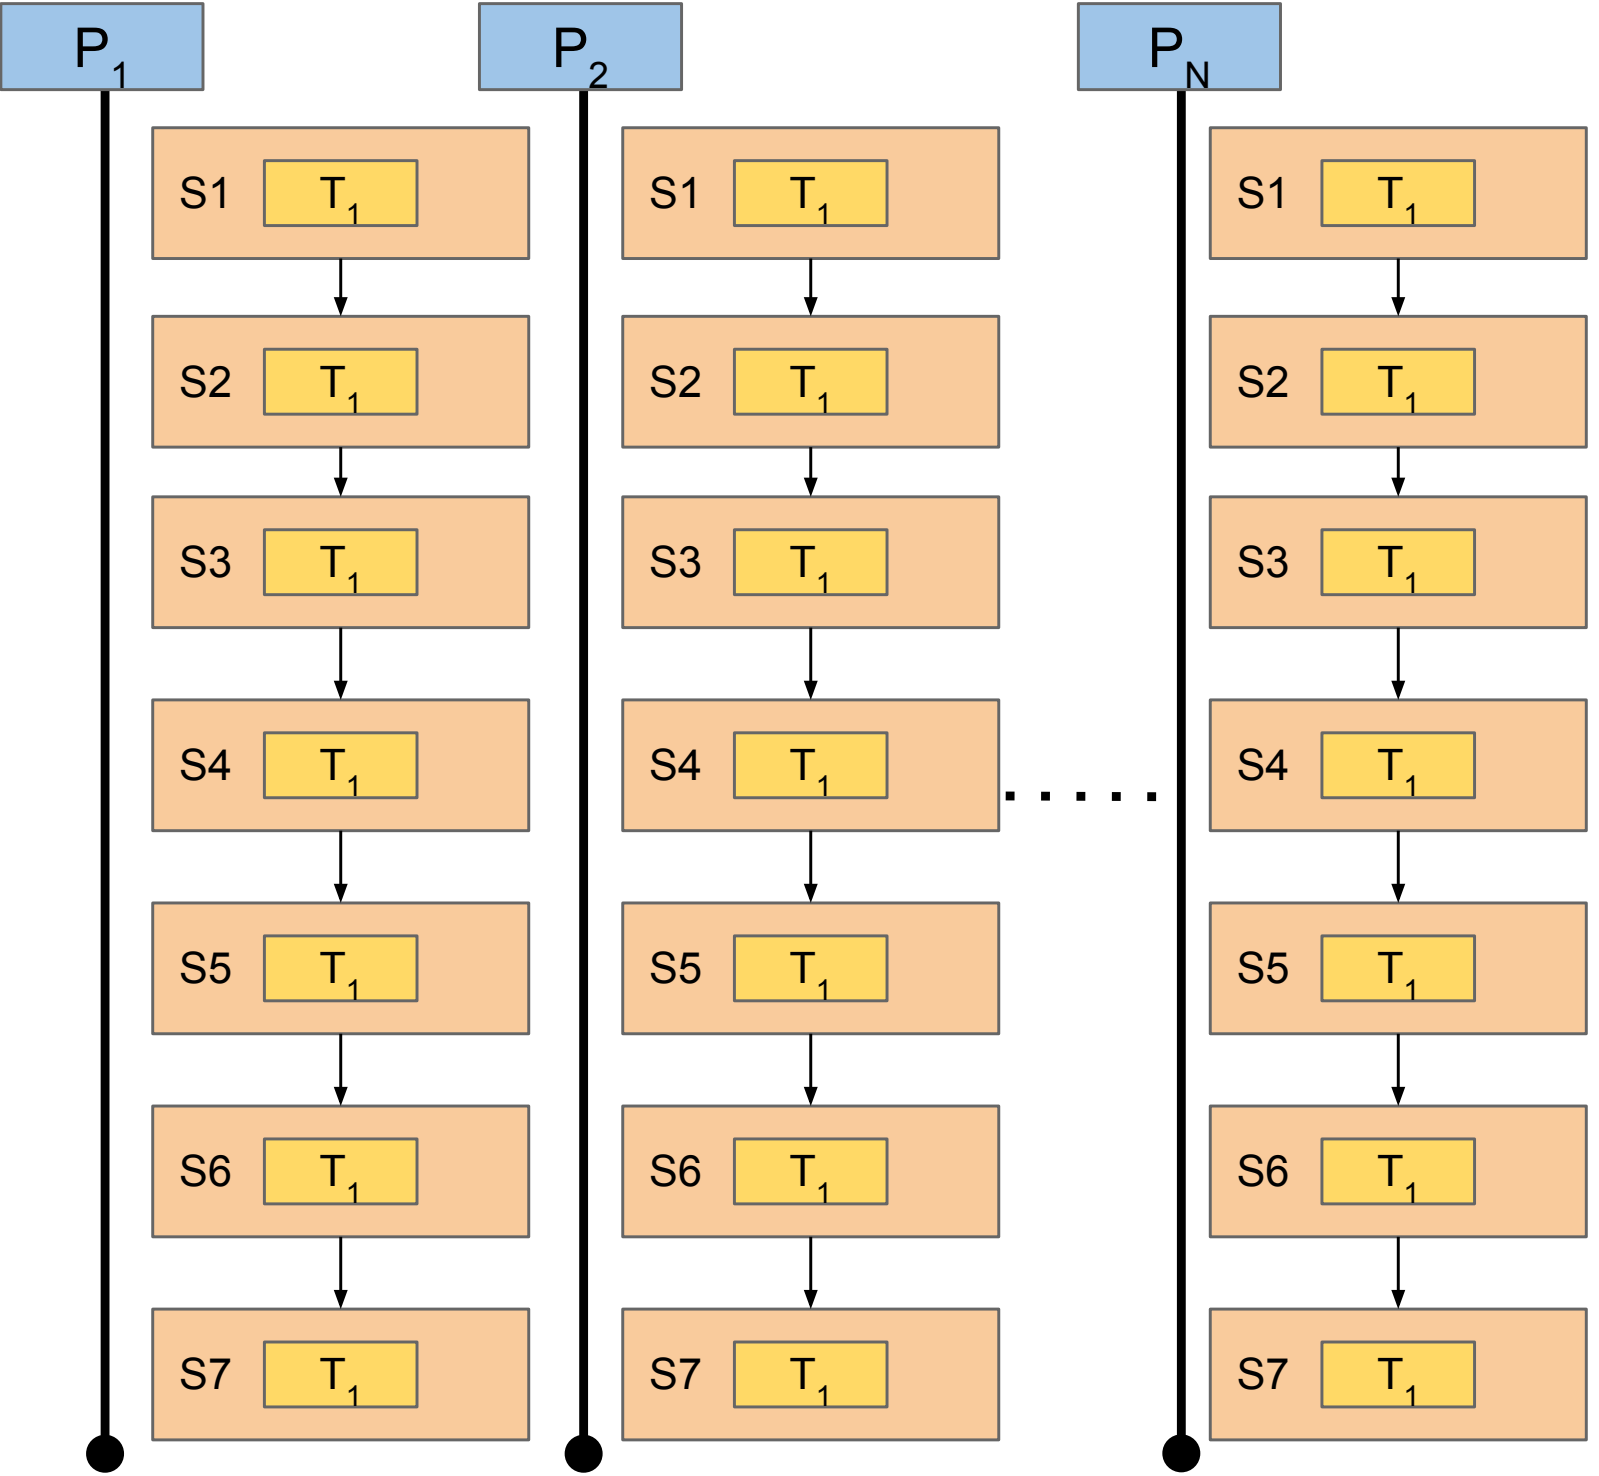 P1 P2 PN
S1 T1 S1 T1 S1 T1
S2 T1 S2 T1 S2 T1
S3 T1 S3 T1 S3 T1
S4 T1 S4 T1 S4 T1
S5 T1 S5 T1 S5 T1
S6 T1 S6 T1 S6 T1
S7 T1 S7 T1 S7 T1